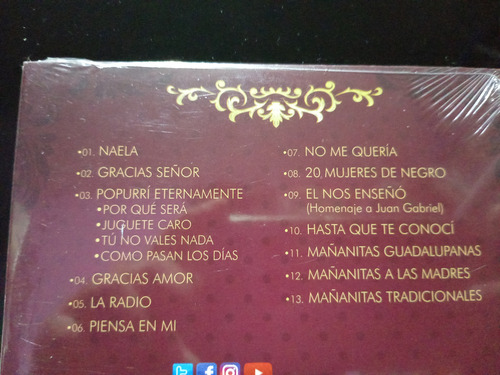 •01. NAELA
•02. GRACIAS SEÑOR
•03. POPURRÍ ETERNAMENTE
•POR QUÉ SERÁ
•JUGUETE CARO
•TÚ NO VALES NADA
•COMO PASAN LOS DÍAS
•04. GRACIAS AMOR
•05. LA RADIO
•06. PIENSA EN MI
•07. NO ME QUERÍA
•08. 20 MUJERES DE NEGRO
•09. EL NOS ENSEÑÓ
(Homenaje a Juan Gabriel)
•10. HASTA QUE TE CONOCÍ
•11. MAÑANITAS GUADALUPANAS
•12. MAÑANITAS A LAS MADRES
•13. MAÑANITAS TRADICIONALES